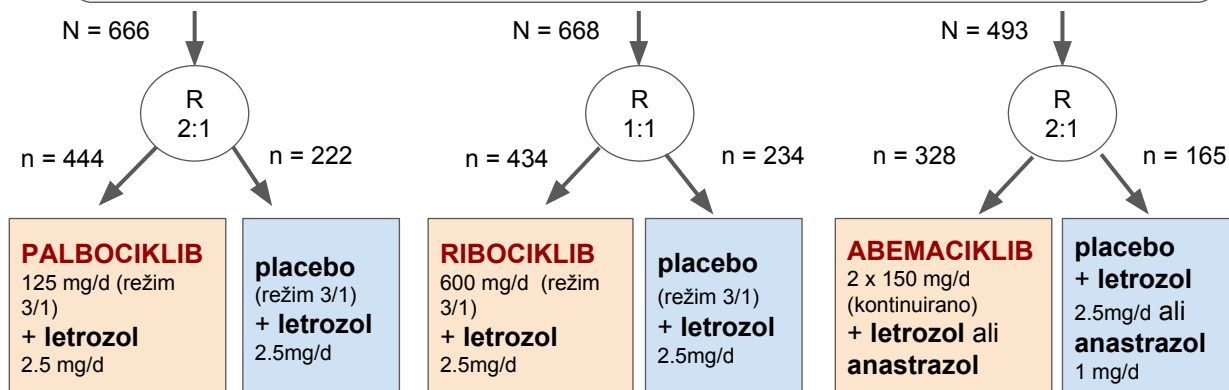 N = 666
N = 668
N = 493
R
2:1
R
1:1
R
2:1
n = 444
n = 222
n = 434
n = 234
n = 328
n = 165
PALBOCIKLIB
125 mg/d (režim
3/1)
+ letrozol
2.5 mg/d
placebo
(režim 3/1)
+ letrozol
2.5mg/d
RIBOCIKLIB
600 mg/d (režim
3/1)
+ letrozol
2.5mg/d
placebo
(režim 3/1)
+ letrozol
2.5mg/d
ABEMACIKLIB
2 x 150 mg/d
(kontinuirano)
+ letrozol ali
anastrazol
placebo
+ letrozol
2.5mg/d ali
anastrazol
1 mg/d